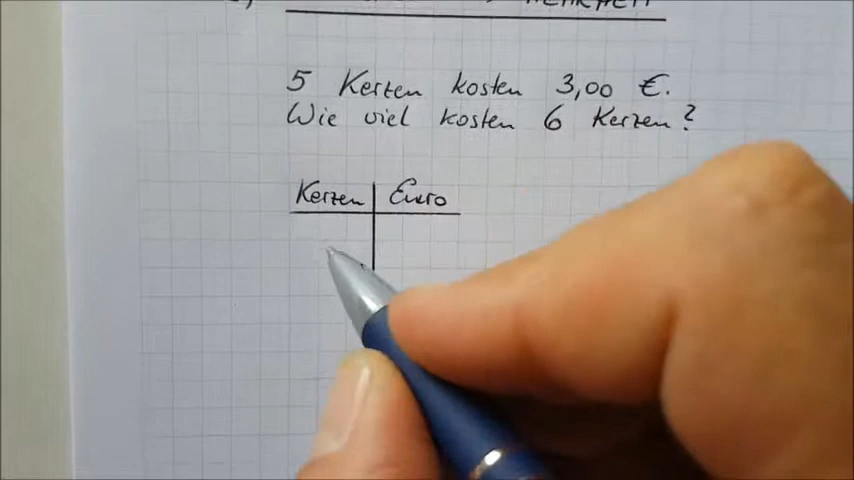 5 Kerzen kosten 3,00 €.
Wie viel kosten 6 Kerzen?
Kerzen Euro